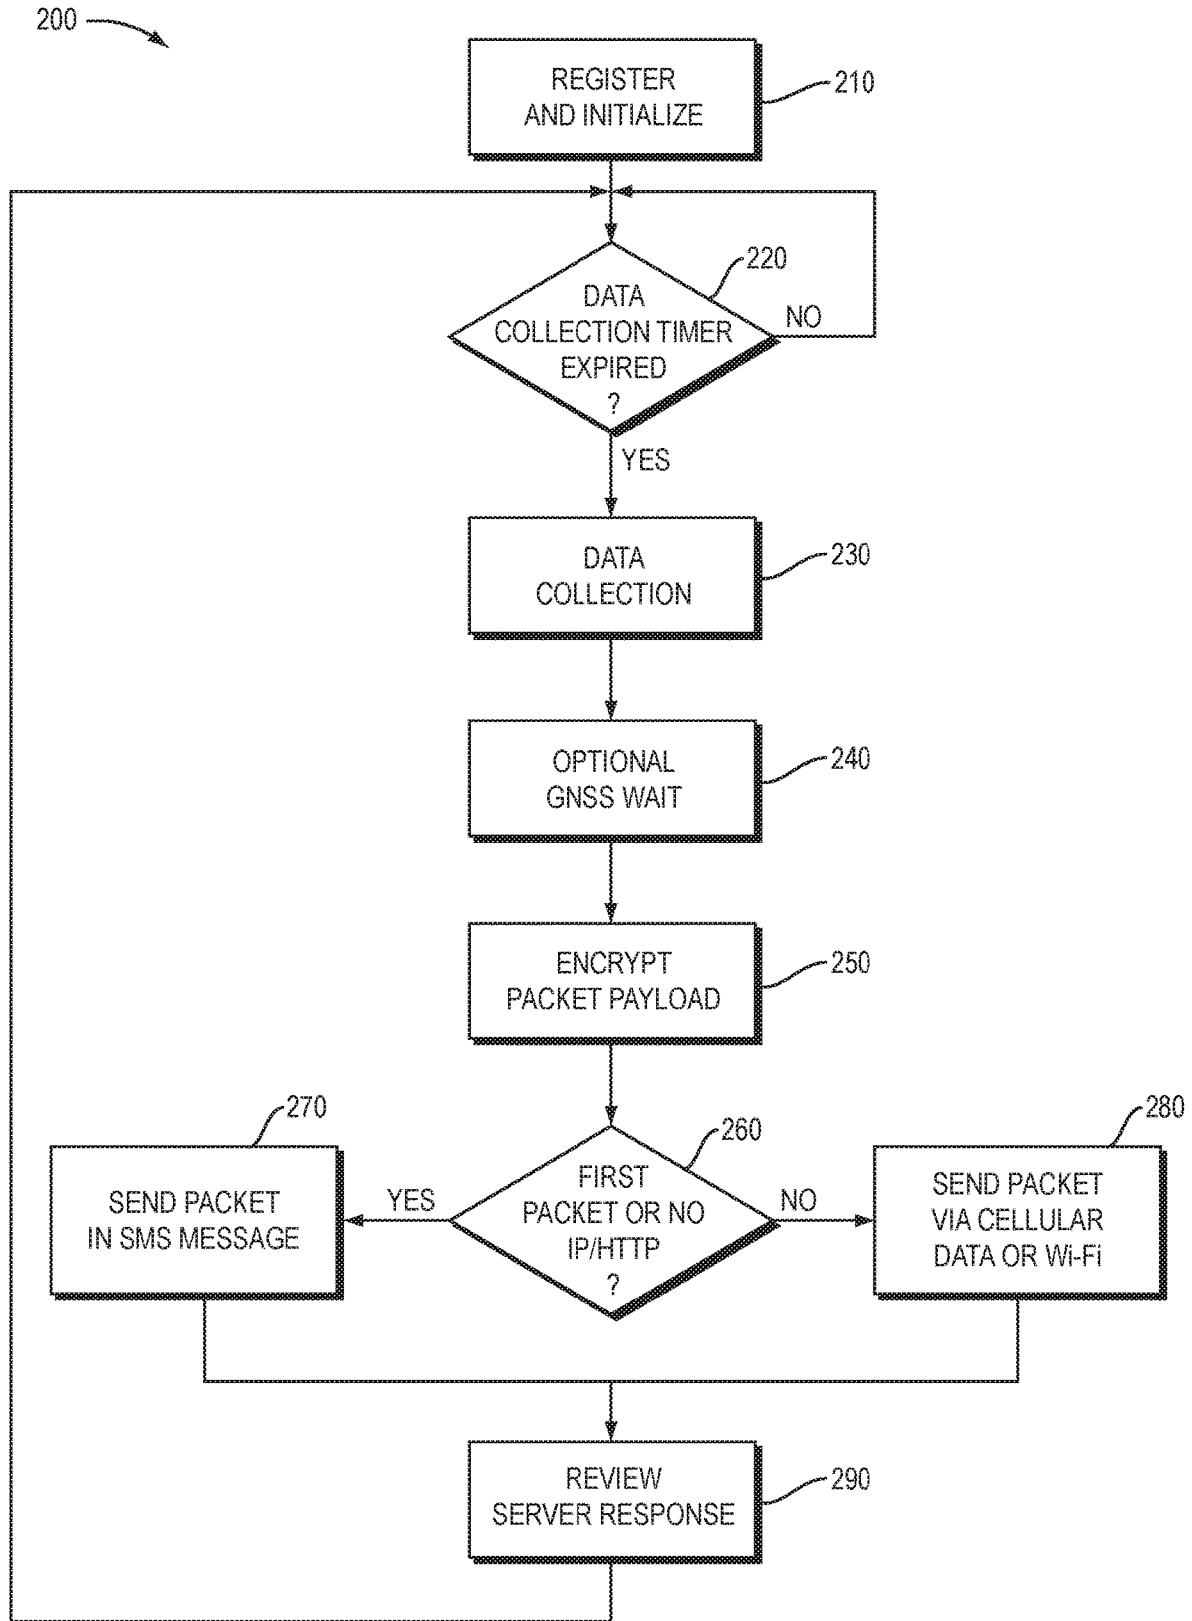 200
REGISTER
AND INITIALIZE
210
220
DATA
COLLECTION TIMER
EXPIRED
?
NO
YES
DATA
COLLECTION
230
OPTIONAL
GNSS WAIT
240
ENCRYPT
PACKET PAYLOAD
250
270
SEND PACKET
IN SMS MESSAGE
YES
260
FIRST
PACKET OR NO
IP/HTTP
?
NO
280
SEND PACKET
VIA CELLULAR
DATA OR Wi-Fi
REVIEW
SERVER RESPONSE
290